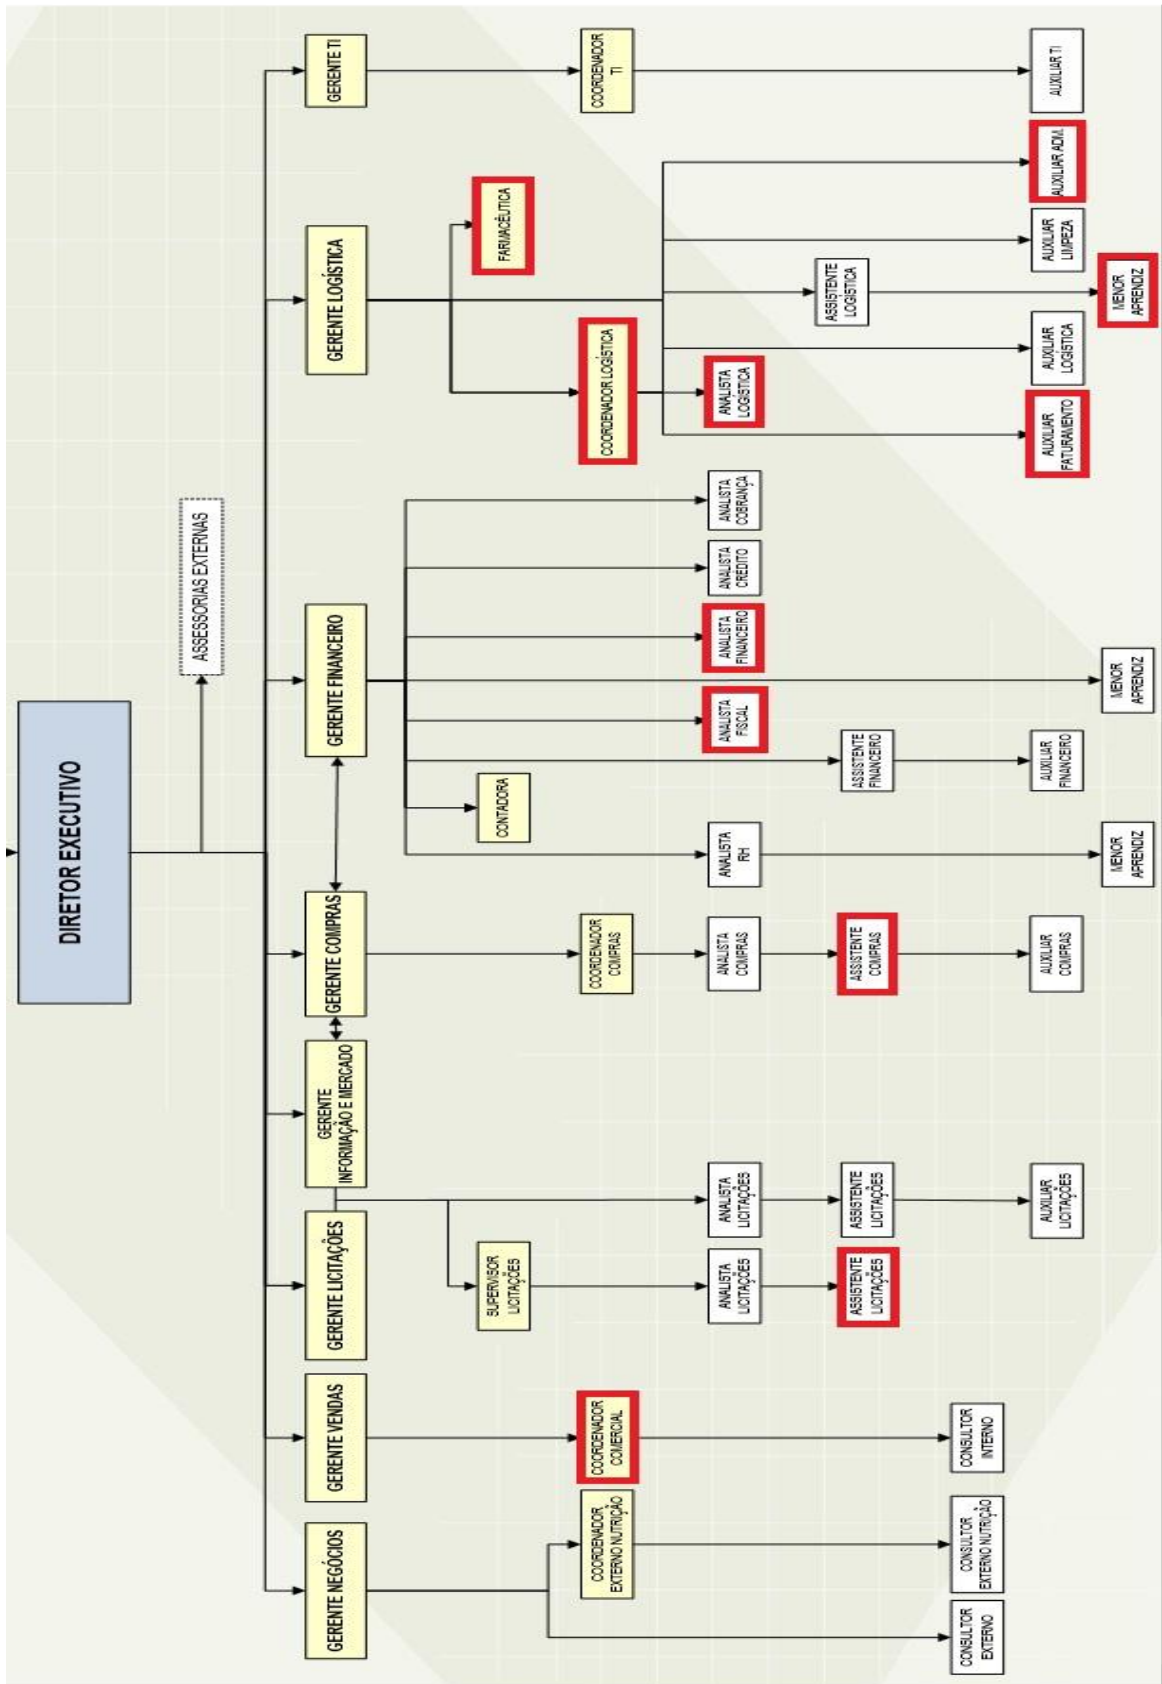 DIRETOR EXECUTIVO
ASSESSORIAS EXTERNAS
GERENTE NEGÓCIOS
GERENTE VENDAS
GERENTE LICITAÇÕES
GERENTE
INFORMAÇÃO E MERCADO
GERENTE COMPRAS
GERENTE FINANCEIRO
GERENTE LOGÍSTICA
GERENTE TI
SUPERVISOR
LICITAÇÕES
CONTADORA
FARMACÊUTICA
COORDENADOR
EXTERNO NUTRIÇÃO
COORDENADOR
COMERCIAL
COORDENADOR
COMPRAS
COORDENADOR LOGÍSTICA
COORDENADOR
TI
ANALISTA
LICITAÇÕES
ANALISTA
LICITAÇÕES
ANALISTA
COMPRAS
ANALISTA
RH
ANALISTA
FISCAL
ANALISTA
FINANCEIRO
ANALISTA
CRÉDITO
ANALISTA
COBRANÇA
ANALISTA
LOGÍSTICA
ASSISTENTE
LICITAÇÕES
ASSISTENTE
LICITAÇÕES
ASSISTENTE
COMPRAS
ASSISTENTE
FINANCEIRO
ASSISTENTE
LOGÍSTICA
CONSULTOR
EXTERNO
CONSULTOR
EXTERNO NUTRIÇÃO
CONSULTOR
INTERNO
AUXILIAR
LICITAÇÕES
AUXILIAR
COMPRAS
AUXILIAR
FINANCEIRO
AUXILIAR
FATURAMENTO
AUXILIAR
LOGÍSTICA
AUXILIAR
LIMPEZA
AUXILIAR ADM.
AUXILIAR TI
MENOR
APRENDIZ
MENOR
APRENDIZ
MENOR
APRENDIZ